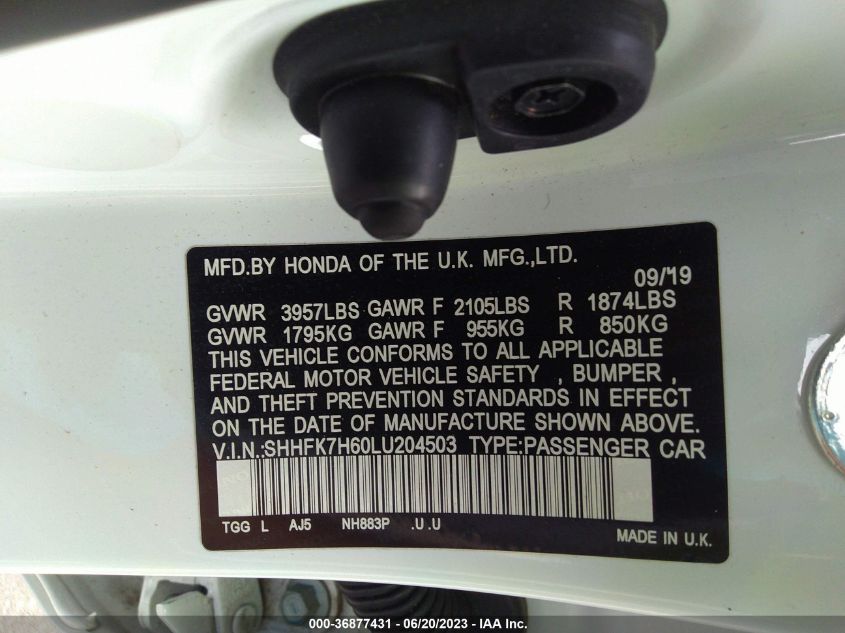 MFD.BY HONDA OF THE U.K. MFG.,LTD.
09/19
GVWR 3957LBS GAWR F 2105LBS R 1874LBS
GVWR 1795KG GAWR F 955KG R 850KG
THIS VEHICLE CONFORMS TO ALL APPLICABLE
FEDERAL MOTOR VEHICLE SAFETY , BUMPER ,
AND THEFT PREVENTION STANDARDS IN EFFECT
ON THE DATE OF MANUFACTURE SHOWN ABOVE.
V.I.N.:SHHFK7H60LU204503 TYPE:PASSENGER CAR
TGG L AJ5 NH883P .U .U
MADE IN U.K.
000-36877431 - 06/20/2023 - IAA Inc.